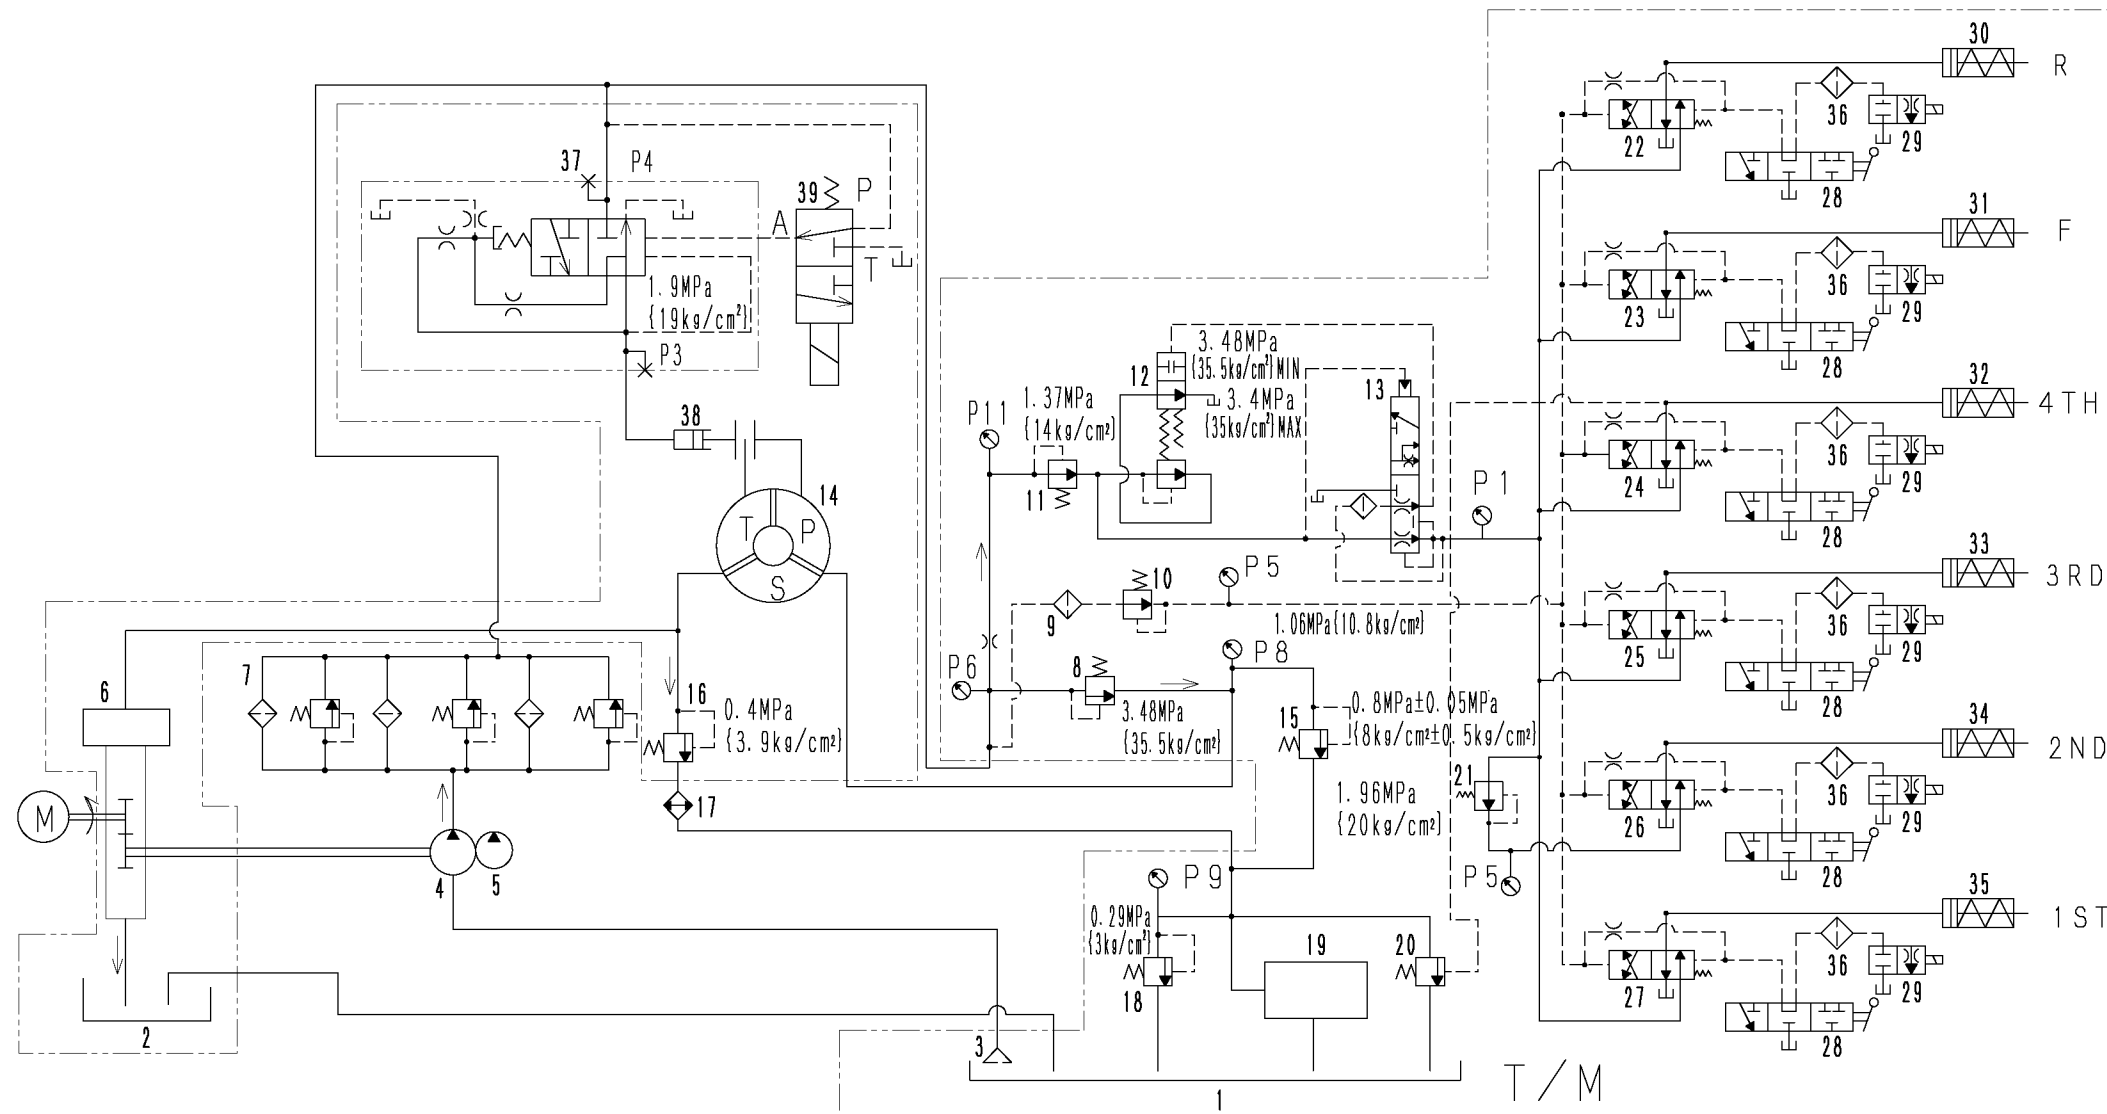 30
R
36
29
22
28
37
P4
39
P
A
T
1.9MPa
{19kg/cm²}
P3
31
F
36
29
23
28
3.48MPa
{35.5kg/cm²}MIN
12
3.4MPa
{35kg/cm²}MAX
13
1.37MPa
{14kg/cm²}
P11
11
32
4TH
36
29
24
28
38
14
T
P
S
P1
33
3RD
36
29
25
28
10
P5
9
1.06MPa{10.8kg/cm²}
P8
P6
8
3.48MPa
{35.5kg/cm²}
15
0.8MPa±0.05MPa
{8kg/cm²±0.5kg/cm²}
7
6
16
0.4MPa
{3.9kg/cm²}
17
M
4
5
34
2ND
36
29
26
28
21
1.96MPa
{20kg/cm²}
P5
P9
0.29MPa
{3kg/cm²}
18
19
20
35
1ST
36
29
27
28
2
3
1
T/M